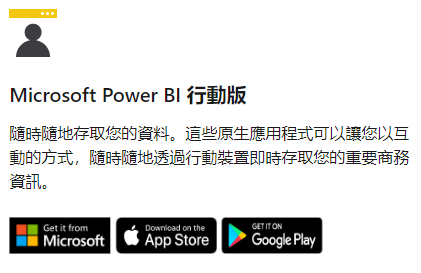 Microsoft Power BI 行動版
隨時隨地存取您的資料。這些原生應用程式可以讓您以互
動的方式，隨時隨地透過行動裝置即時存取您的重要商務
資訊。
Get it from
Microsoft
Download on the
App Store
GET IT ON
Google Play